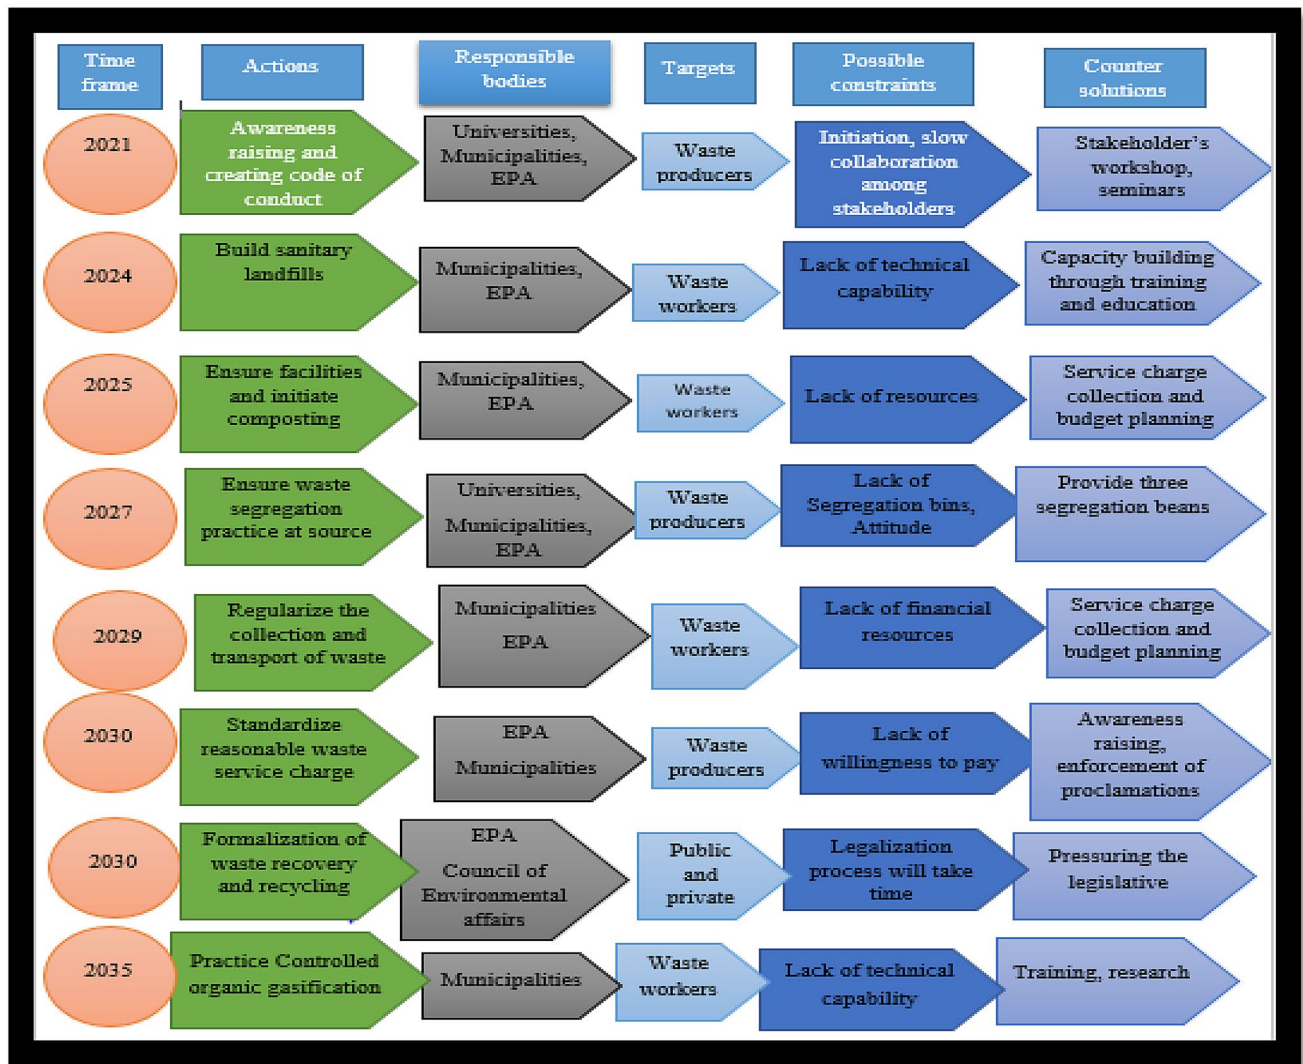 Time
frame
Actions
Responsible
bodies
Targets
Possible
constraints
Counter
solutions
2021
Awareness
raising and
creating code of
conduct
Universities,
Municipalities,
EPA
Waste
producers
Initiation, slow
collaboration
among
stakeholders
Stakeholder's
workshop,
seminars
2024
Build sanitary
landfills
Municipalities,
EPA
Waste
workers
Lack of technical
capability
Capacity building
through training
and education
2025
Ensure facilities
and initiate
composting
Municipalities,
EPA
Waste
workers
Lack of resources
Service charge
collection and
budget planning
2027
Ensure waste
segregation
practice at source
Universities,
Municipalities,
EPA
Waste
producers
Lack of
Segregation bins,
Attitude
Provide three
segregation beans
2029
Regularize the
collection and
transport of waste
Municipalities
EPA
Waste
workers
Lack of financial
resources
Service charge
collection and
budget planning
2030
Standardize
reasonable waste
service charge
EPA
Municipalities
Waste
producers
Lack of
willingness to pay
Awareness
raising,
enforcement of
proclamations
2030
Formalization of
waste recovery
and recycling
EPA
Council of
Environmental
affairs
Public
and
private
Legalization
process will take
time
Pressuring the
legislative
2035
Practice Controlled
organic gasification
Municipalities
Waste
workers
Lack of technical
capability
Training, research